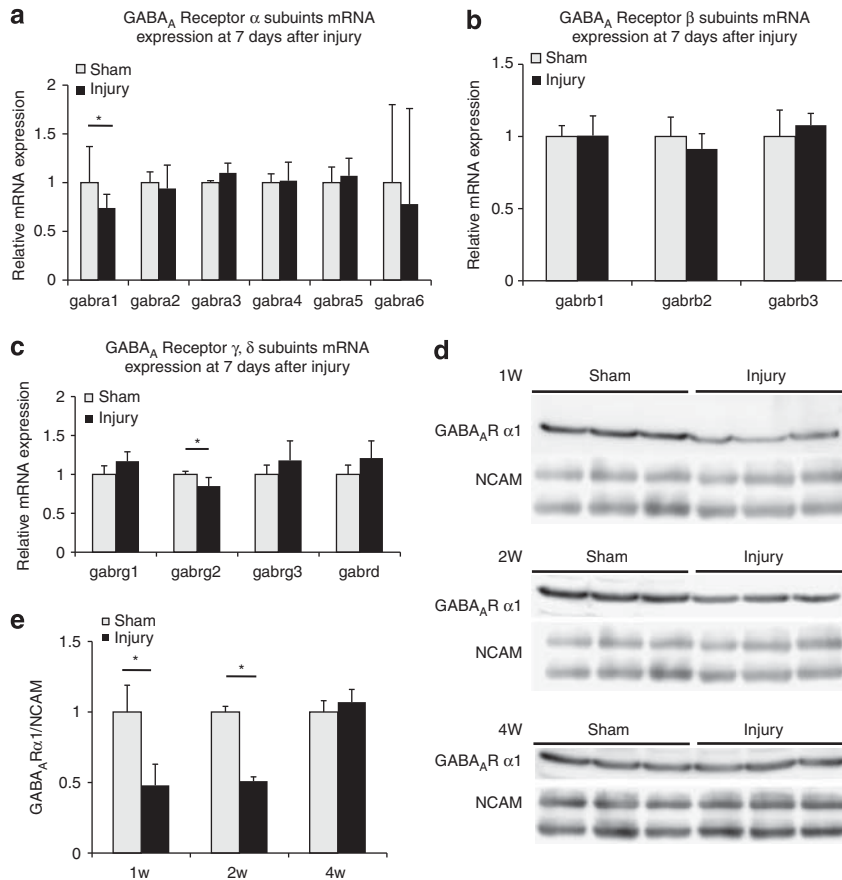 a
GABAA Receptor α subuints mRNA
expression at 7 days after injury
Sham
Injury
Relative mRNA expression
2
1.5
1
0.5
0
*
gabra1 gabra2 gabra3 gabra4 gabra5 gabra6
b
GABAA Receptor β subuints mRNA
expression at 7 days after injury
Sham
Injury
Relative mRNA expression
1.5
1
0.5
0
gabrb1 gabrb2 gabrb3
c
GABAA Receptor γ, δ subuints mRNA
expression at 7 days after injury
Sham
Injury
Relative mRNA expression
2
1.5
1
0.5
0
*
gabrg1 gabrg2 gabrg3 gabrd
d
1W Sham Injury
GABAAR α1
NCAM
2W Sham Injury
GABAAR α1
NCAM
4W Sham Injury
GABAAR α1
NCAM
e
Sham
Injury
GABAARα1/NCAM
1.5
1
0.5
0
* *
1w 2w 4w